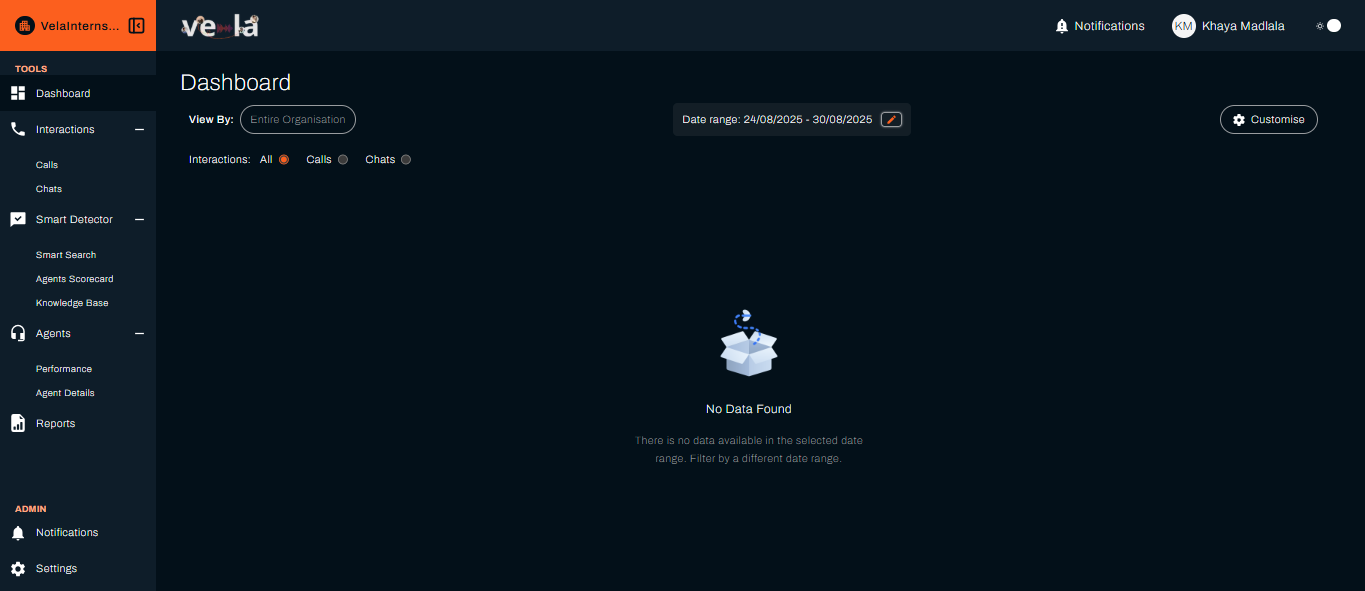 VelaInterns...
vela
Notifications
KM
Khaya Madlala
TOOLS
Dashboard
Interactions
Calls
Chats
Smart Detector
Smart Search
Agents Scorecard
Knowledge Base
Agents
Performance
Agent Details
Reports
ADMIN
Notifications
Settings
Dashboard
View By: Entire Organisation
Date range: 24/08/2025 - 30/08/2025
Customise
Interactions: All Calls Chats
No Data Found
There is no data available in the selected date
range. Filter by a different date range.